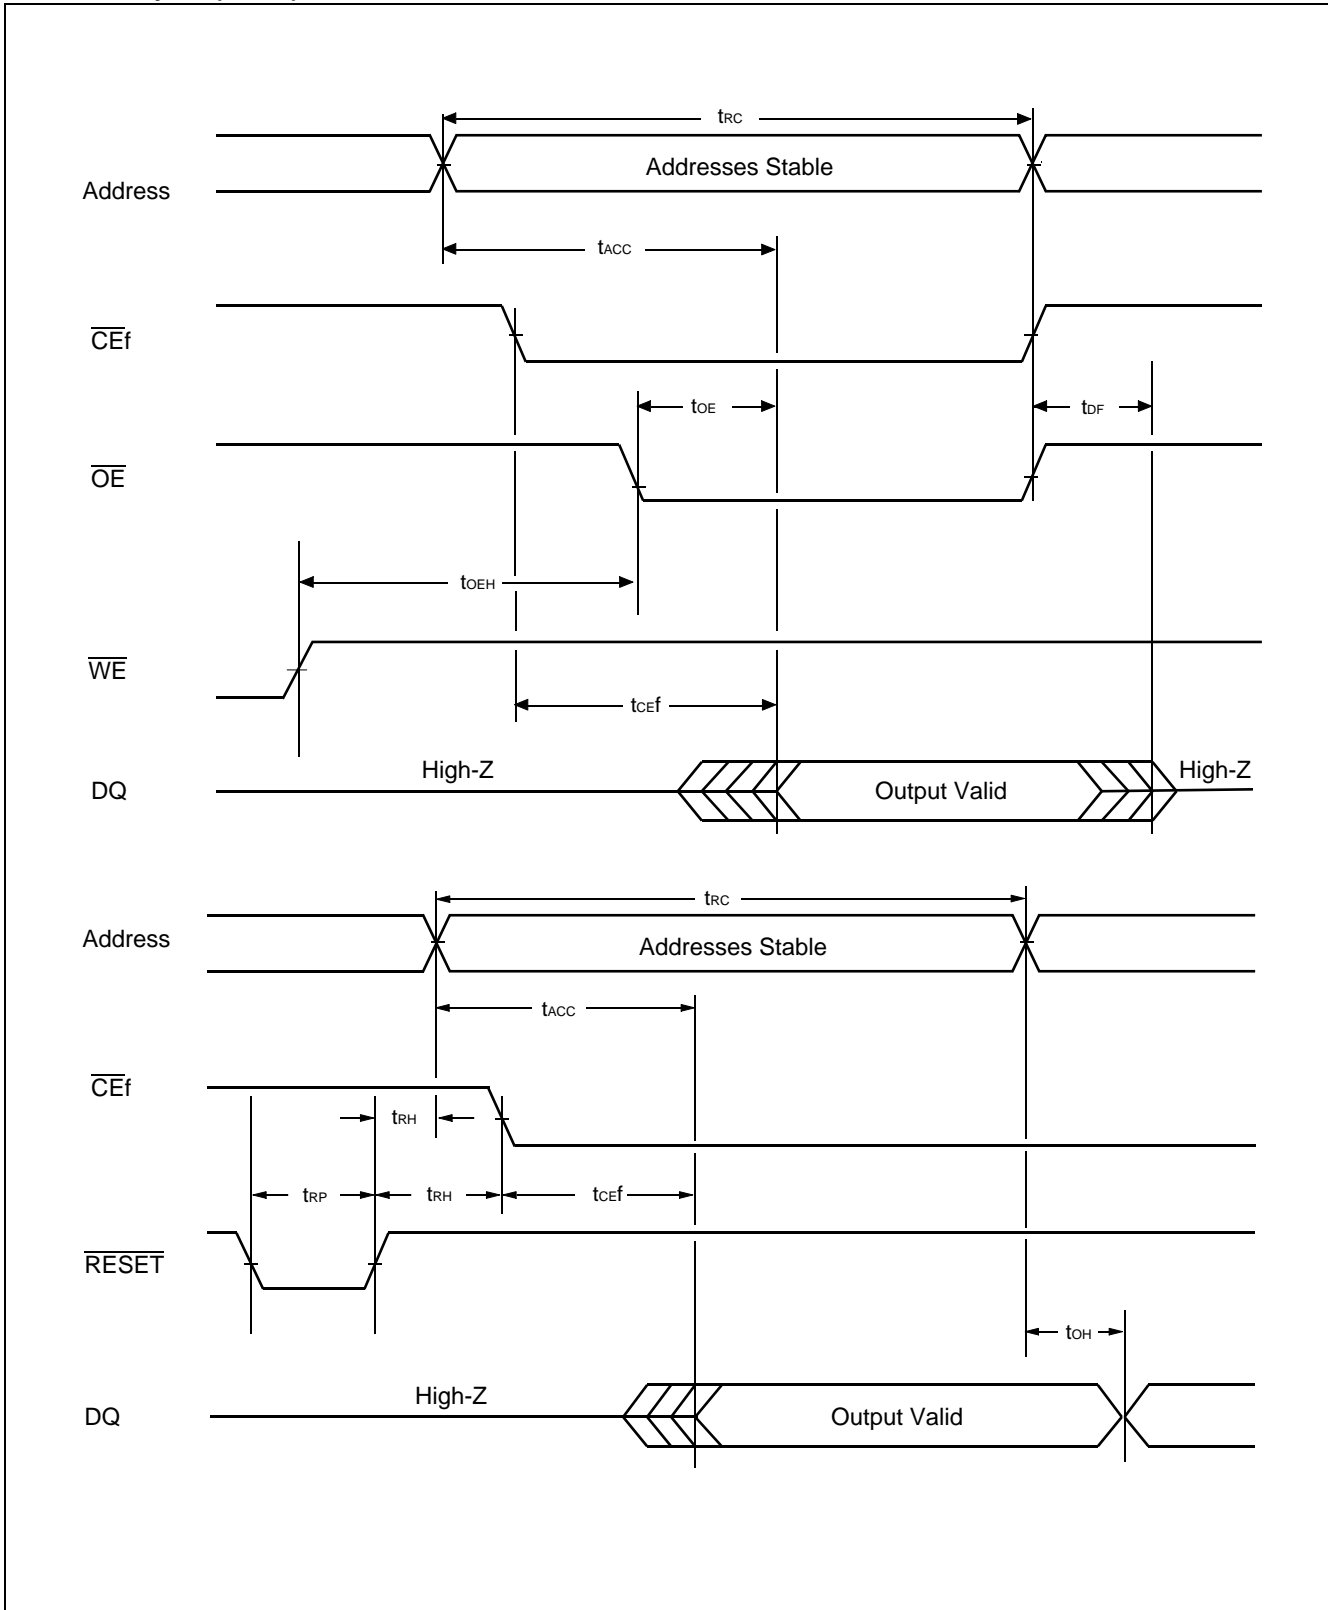 tRC
Addresses Stable
Address
tACC
CEf
tOE
tDF
OE
tOEH
WE
tCEf
High-Z
High-Z
DQ
Output Valid
tRC
Address
Addresses Stable
tACC
CEf
tRH
tRP
tRH
tCEf
RESET
tOH
High-Z
DQ
Output Valid